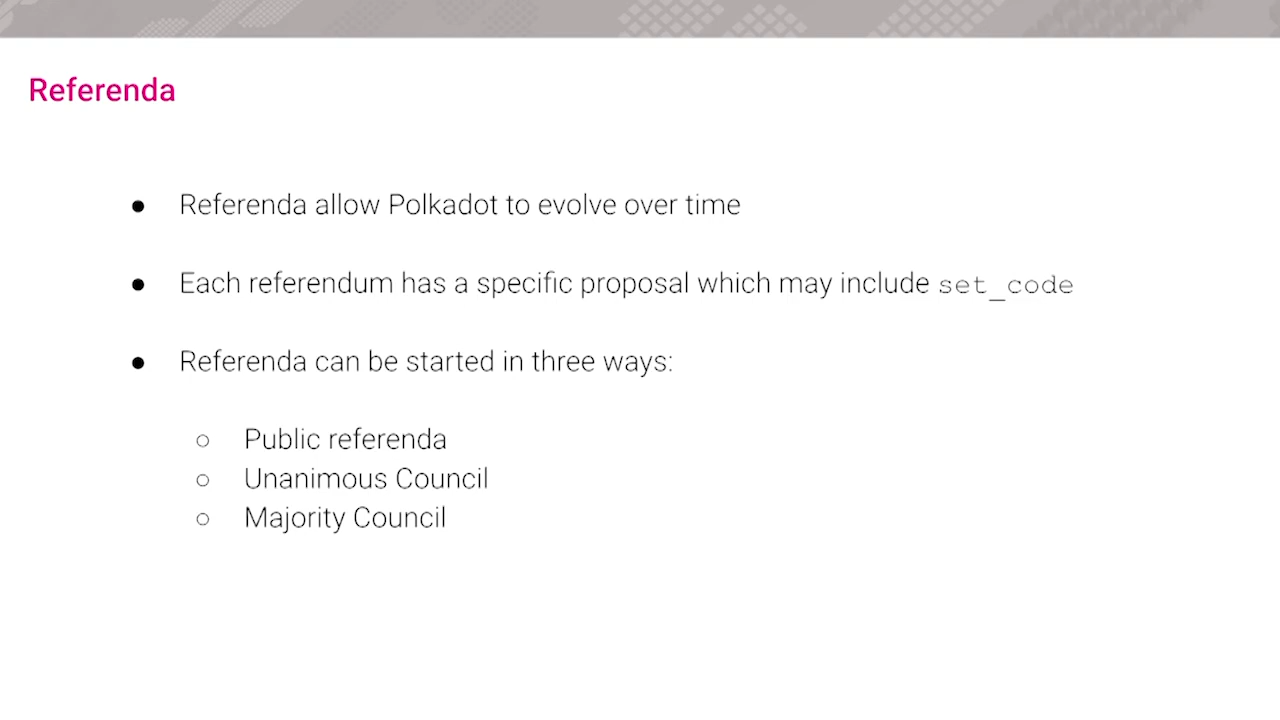 Referenda
● Referenda allow Polkadot to evolve over time
● Each referendum has a specific proposal which may include set_code
● Referenda can be started in three ways:
○ Public referenda
○ Unanimous Council
○ Majority Council